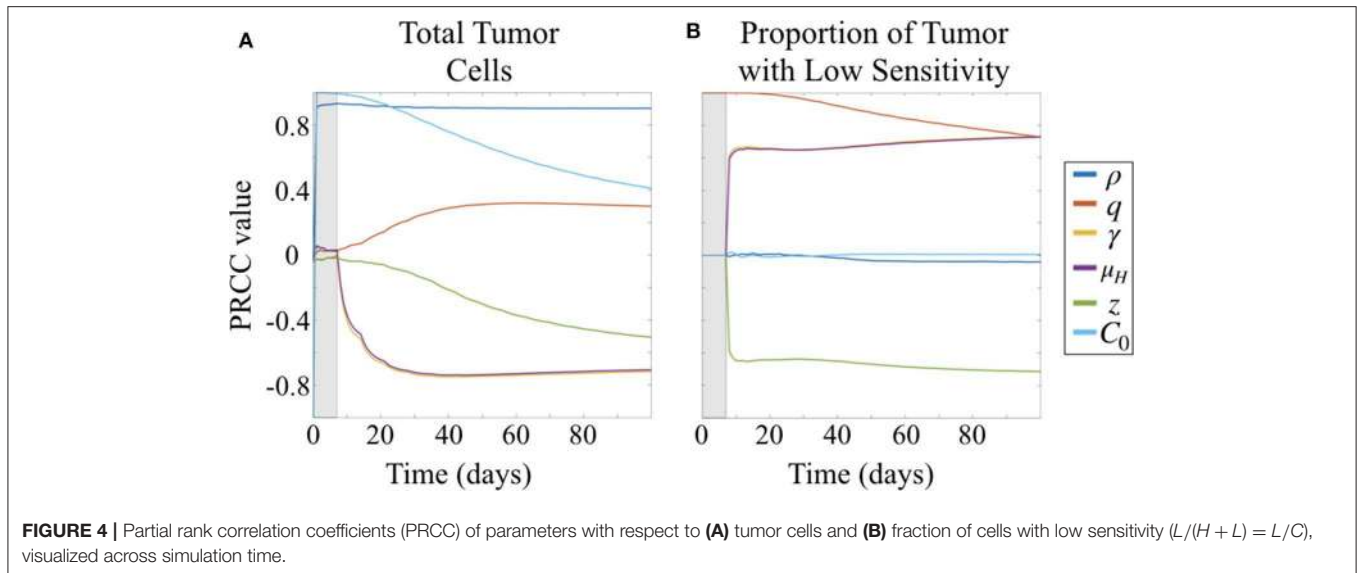 A
Total Tumor
Cells
B
Proportion of Tumor
with Low Sensitivity
PRCC value
0.8
0.4
0
-0.4
-0.8
0 20 40 60 80
Time (days)
0 20 40 60 80
Time (days)
ρ
q
γ
μH
z
C0
FIGURE 4 | Partial rank correlation coefficients (PRCC) of parameters with respect to (A) tumor cells and (B) fraction of cells with low sensitivity (L/(H + L) = L/C),
visualized across simulation time.